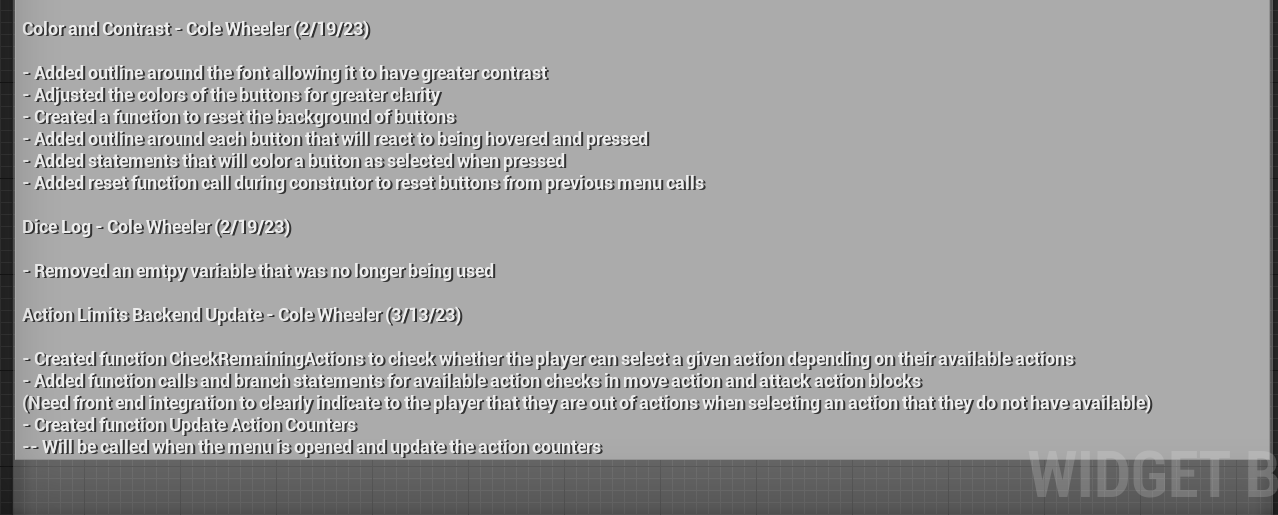 Color and Contrast - Cole Wheeler (2/19/23)
- Added outline around the font allowing it to have greater contrast
- Adjusted the colors of the buttons for greater clarity
- Created a function to reset the background of buttons
- Added outline around each button that will react to being hovered and pressed
- Added statements that will color a button as selected when pressed
- Added reset function call during construtor to reset buttons from previous menu calls
Dice Log - Cole Wheeler (2/19/23)
- Removed an emtpy variable that was no longer being used
Action Limits Backend Update - Cole Wheeler (3/13/23)
- Created function CheckRemainingActions to check whether the player can select a given action depending on their available actions
- Added function calls and branch statements for available action checks in move action and attack action blocks
(Need front end integration to clearly indicate to the player that they are out of actions when selecting an action that they do not have available)
- Created function Update Action Counters
-- Will be called when the menu is opened and update the action counters
WIDGET B